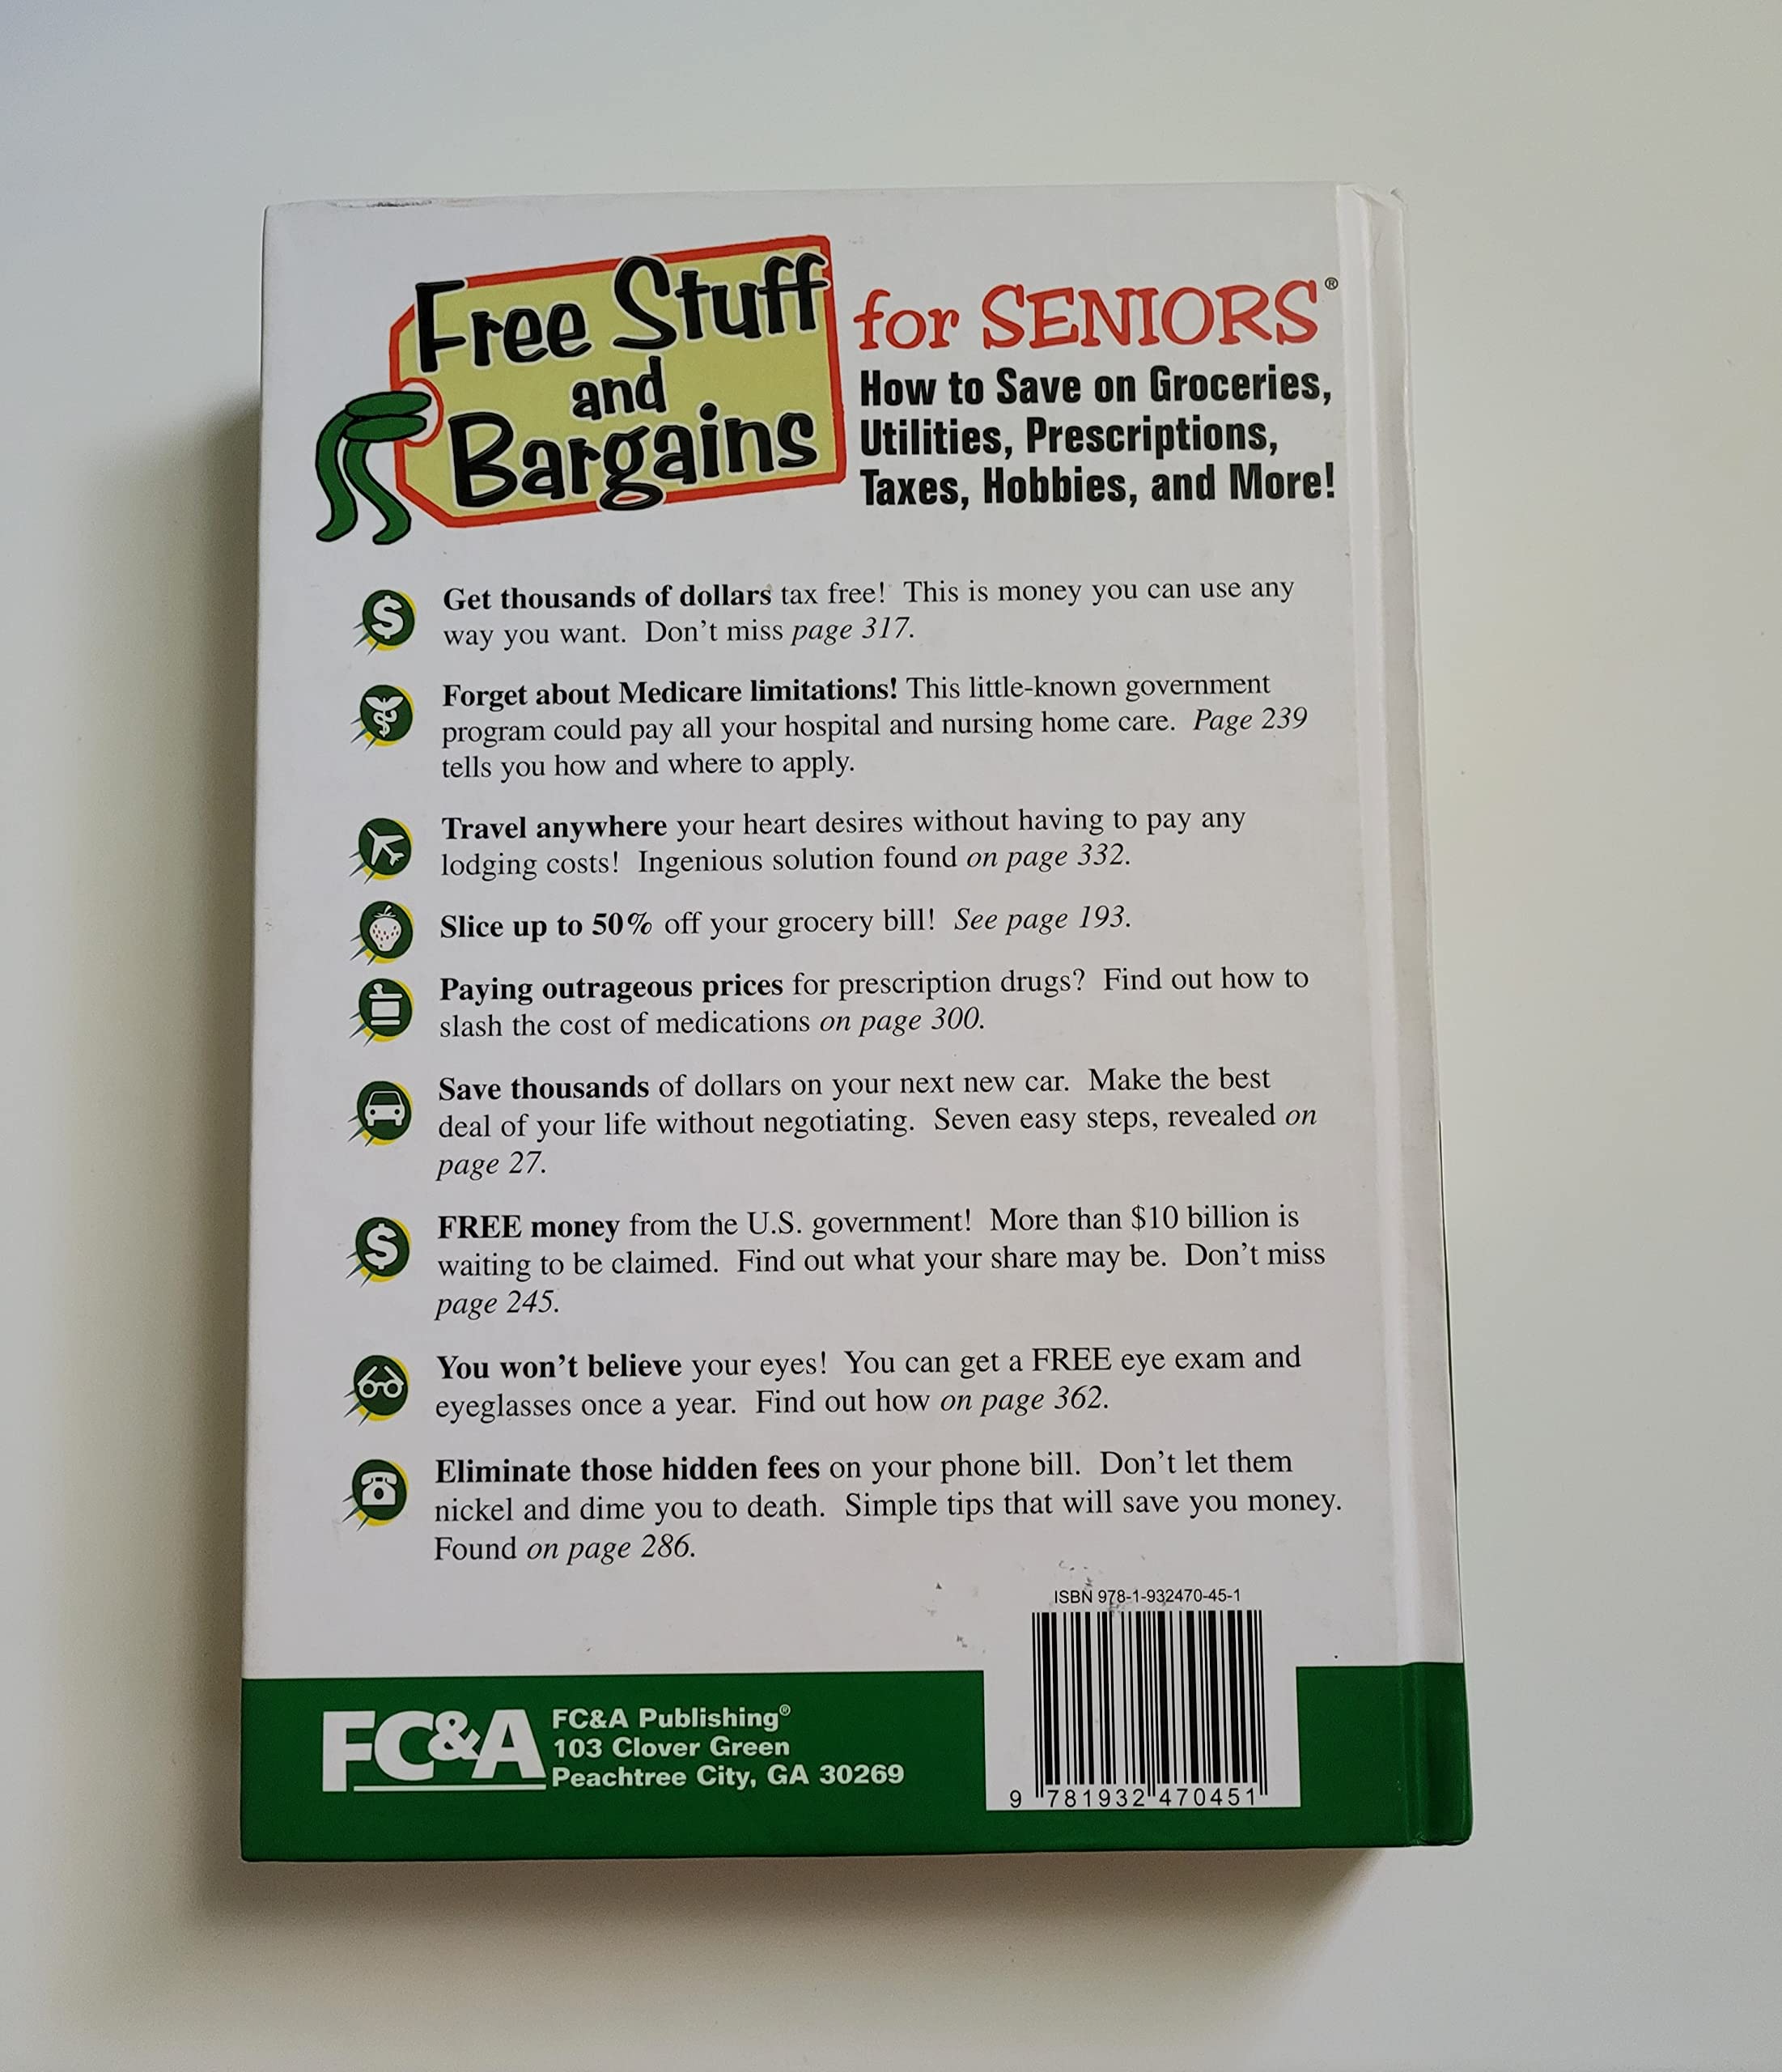 Free Stuff
and
Bargains
for SENIORS®
How to Save on Groceries,
Utilities, Prescriptions,
Taxes, Hobbies, and More!
Get thousands of dollars tax free! This is money you can use any
way you want. Don't miss page 317.
Forget about Medicare limitations! This little-known government
program could pay all your hospital and nursing home care. Page 239
tells you how and where to apply.
Travel anywhere your heart desires without having to pay any
lodging costs! Ingenious solution found on page 332.
Slice up to 50% off your grocery bill! See page 193.
Paying outrageous prices for prescription drugs? Find out how to
slash the cost of medications on page 300.
Save thousands of dollars on your next new car. Make the best
deal of your life without negotiating. Seven easy steps, revealed on
page 27.
FREE money from the U.S. government! More than $10 billion is
waiting to be claimed. Find out what your share may be. Don't miss
page 245.
You won't believe your eyes! You can get a FREE eye exam and
eyeglasses once a year. Find out how on page 362.
Eliminate those hidden fees on your phone bill. Don't let them
nickel and dime you to death. Simple tips that will save you money.
Found on page 286.
ISBN 978-1-932470-45-1
9 781932 470451
FC&A
FC&A Publishing®
103 Clover Green
Peachtree City, GA 30269